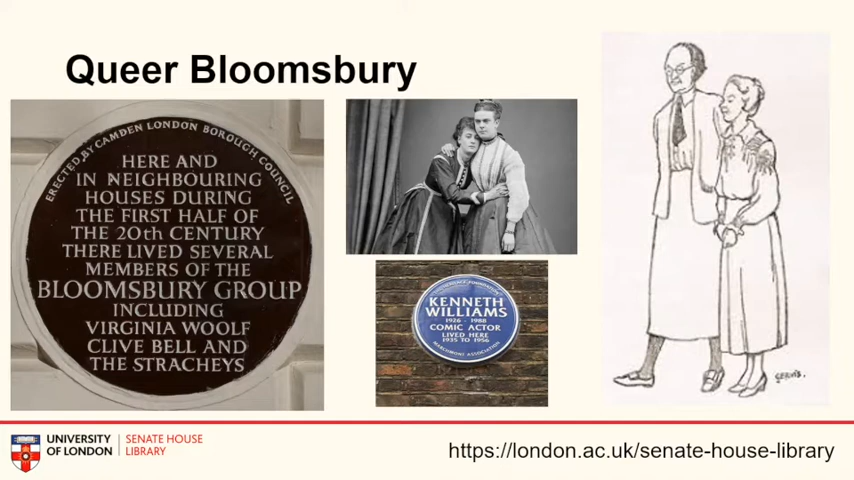 Queer Bloomsbury
ERECTED BY CAMDEN LONDON BOROUGH COUNCIL
HERE AND
IN NEIGHBOURING
HOUSES DURING
THE FIRST HALF OF
THE 20th CENTURY
THERE LIVED SEVERAL
MEMBERS OF THE
BLOOMSBURY GROUP
INCLUDING
VIRGINIA WOOLF
CLIVE BELL AND
THE STRACHEYS
KENNETH
WILLIAMS
1926 - 1988
COMIC ACTOR
LIVED HERE
1935 TO 1956
MARCHMONT ASSOCIATION
UNIVERSITY
OF LONDON
SENATE HOUSE
LIBRARY
https://london.ac.uk/senate-house-library